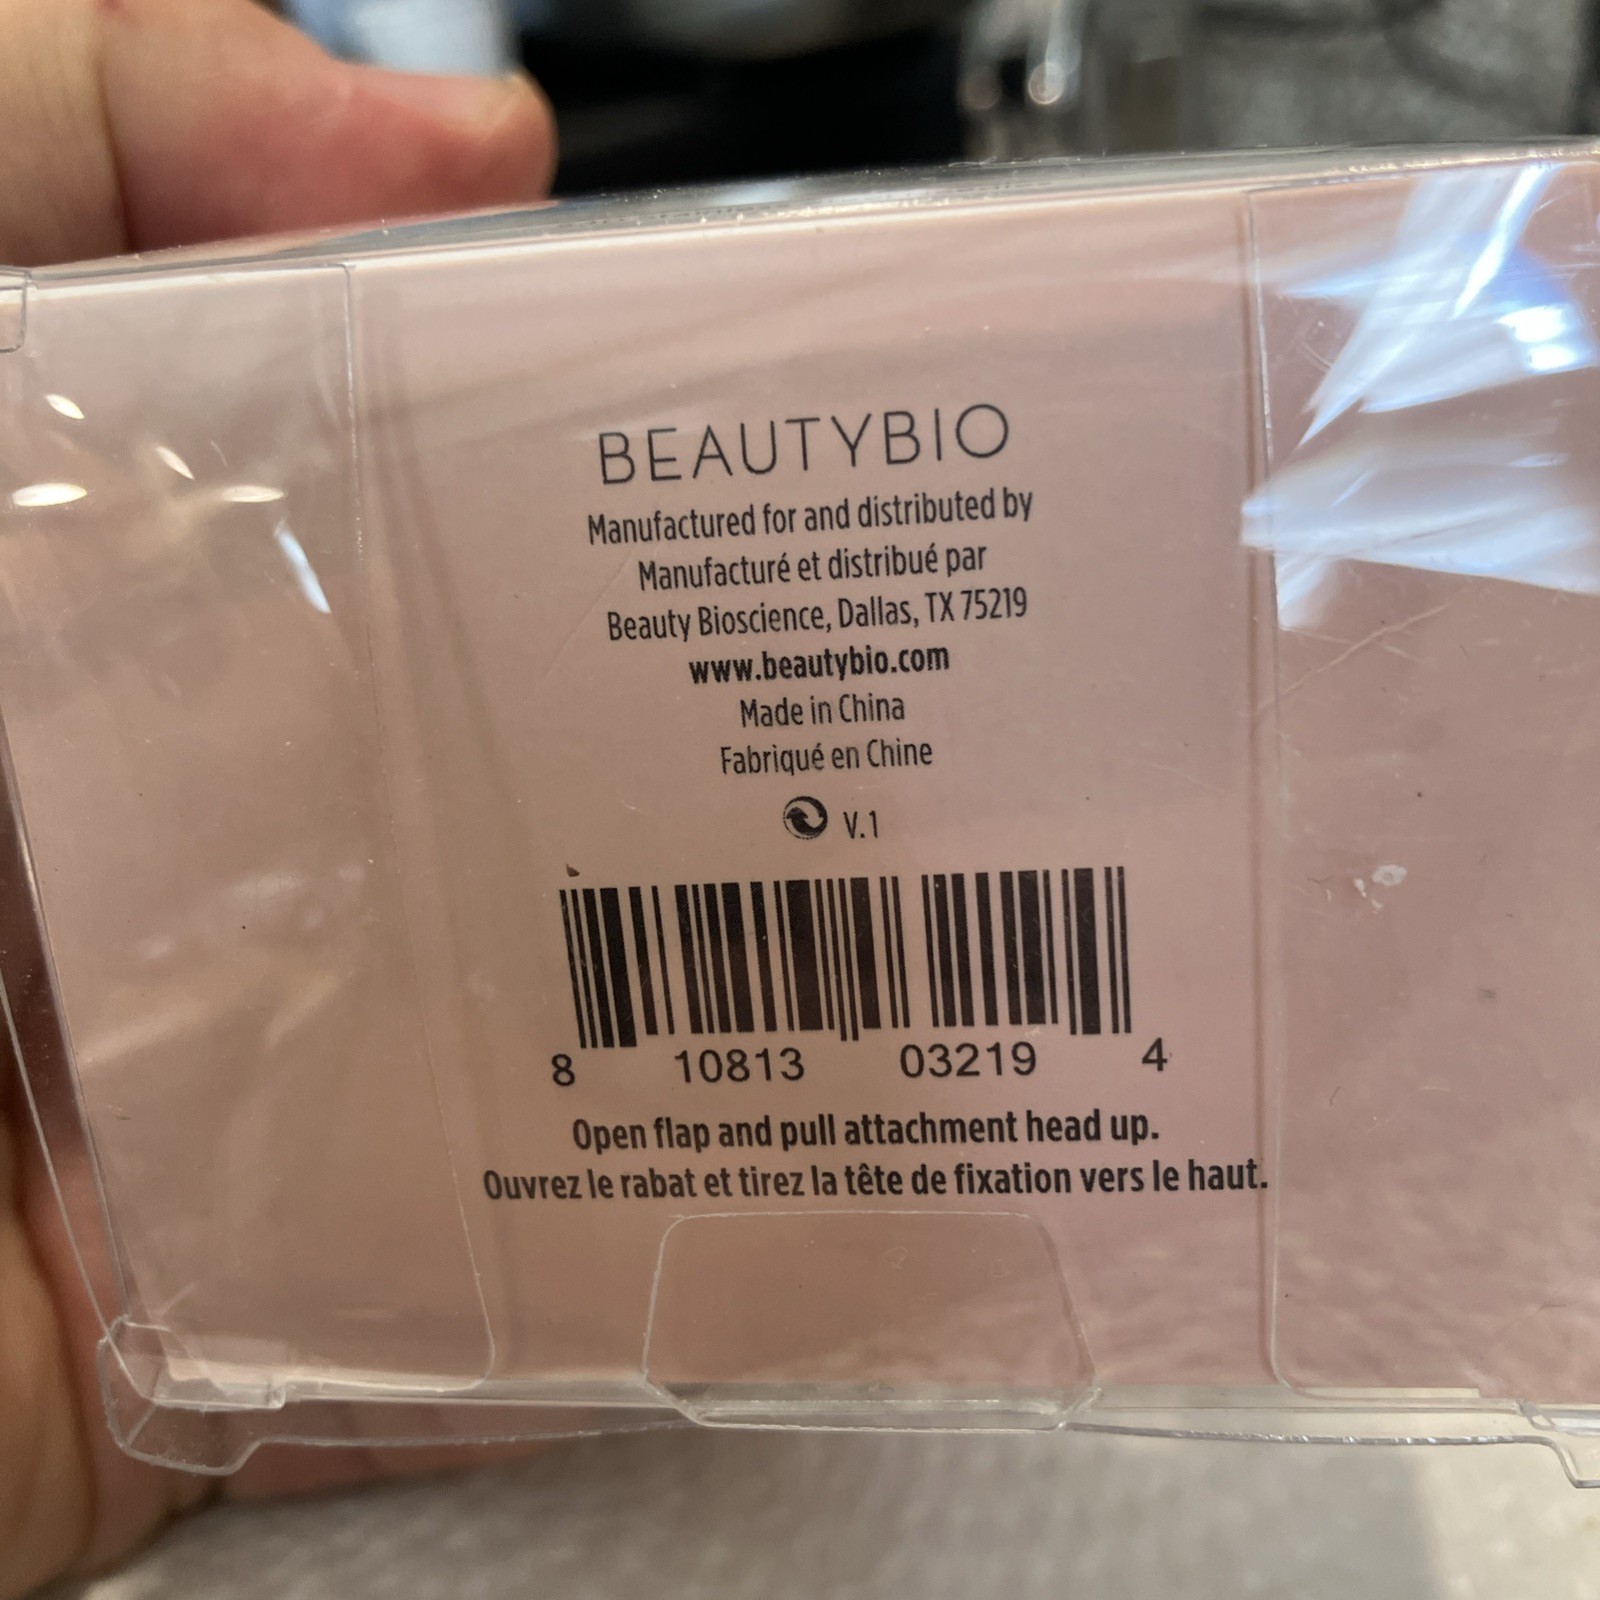 BEAUTYBIO
Manufactured for and distributed by
Manufacturé et distribué par
Beauty Bioscience, Dallas, TX 75219
www.beautybio.com
Made in China
Fabriqué en Chine
V.1
8 10813 03219 4
Open flap and pull attachment head up.
Ouvrez le rabat et tirez la tête de fixation vers le haut.